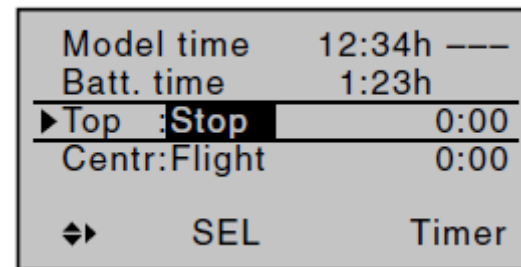 Model time 12:34h –––
Batt. time 1:23h
Top :Stop 0:00
Centr:Flight 0:00
SEL Timer